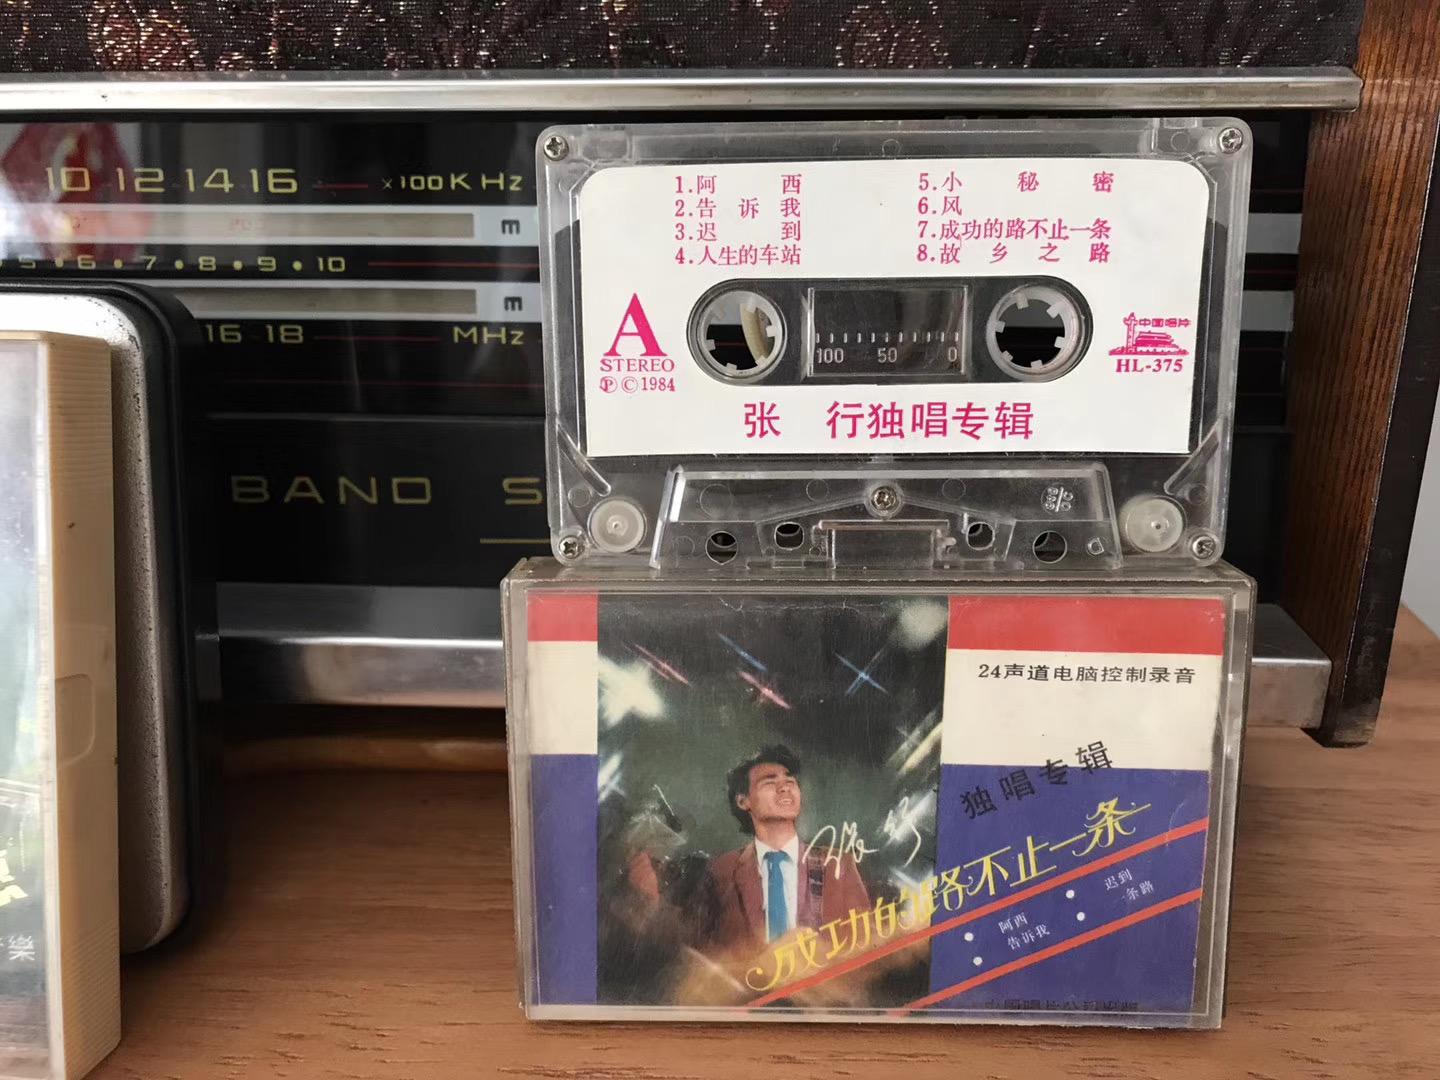 10 12 14 16 ×100KHz
m
5 • 6 • 7 • 8 • 9 • 10
m
16 18 MHz
BAND S
1.阿西
2.告诉我
3.迟到
4.人生的车站
5.小秘密
6.风
7.成功的路不止一条
8.故乡之路
A
STEREO
ⓅⒸ1984
100 50 0
中国唱片
HL-375
张 行独唱专辑
24声道电脑控制录音
独唱专辑
张行
成功的路不止一条
阿西
告诉我
迟到
一条路
樂